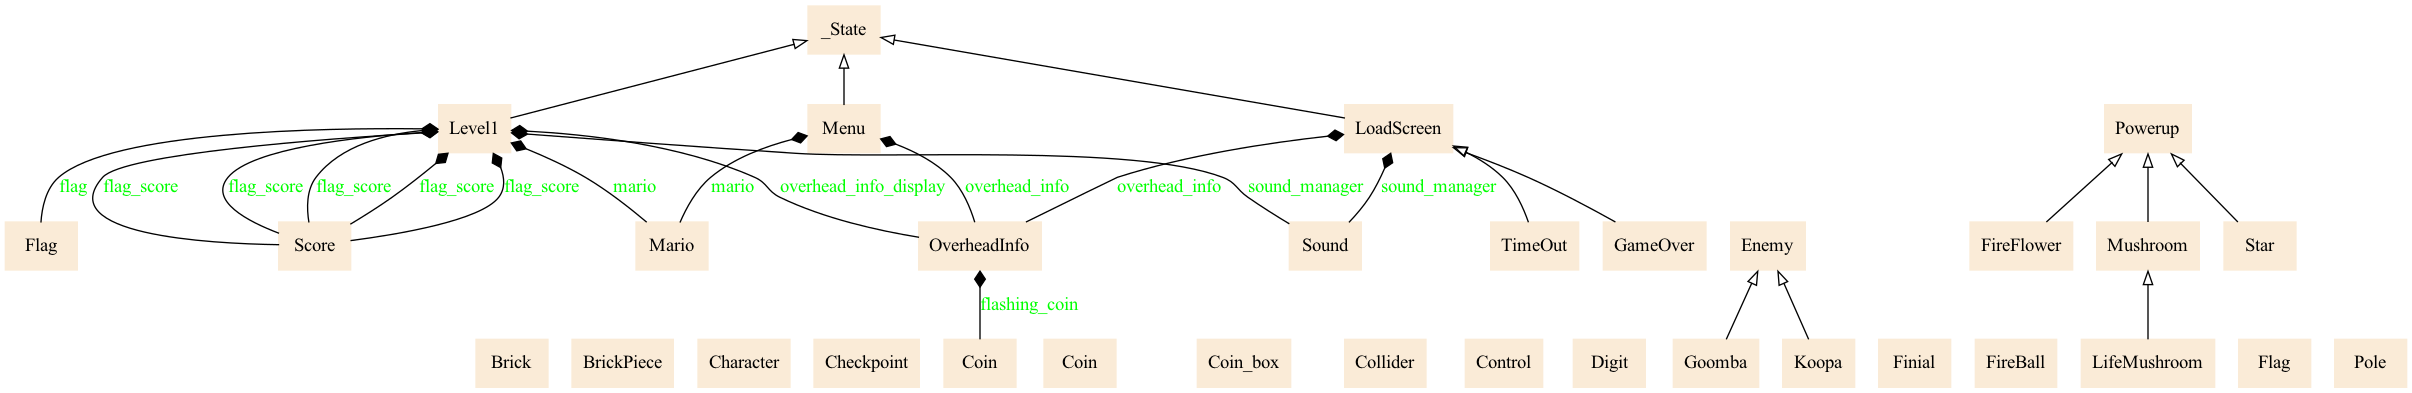 _State
Level1
Menu
LoadScreen
Powerup
flag
flag_score
flag_score
flag_score
flag_score
flag_score
mario
mario
overhead_info_display
overhead_info
overhead_info
sound_manager
sound_manager
Flag
Score
Mario
OverheadInfo
Sound
TimeOut
GameOver
Enemy
FireFlower
Mushroom
Star
flashing_coin
Brick
BrickPiece
Character
Checkpoint
Coin
Coin
Coin_box
Collider
Control
Digit
Goomba
Koopa
Finial
FireBall
LifeMushroom
Flag
Pole